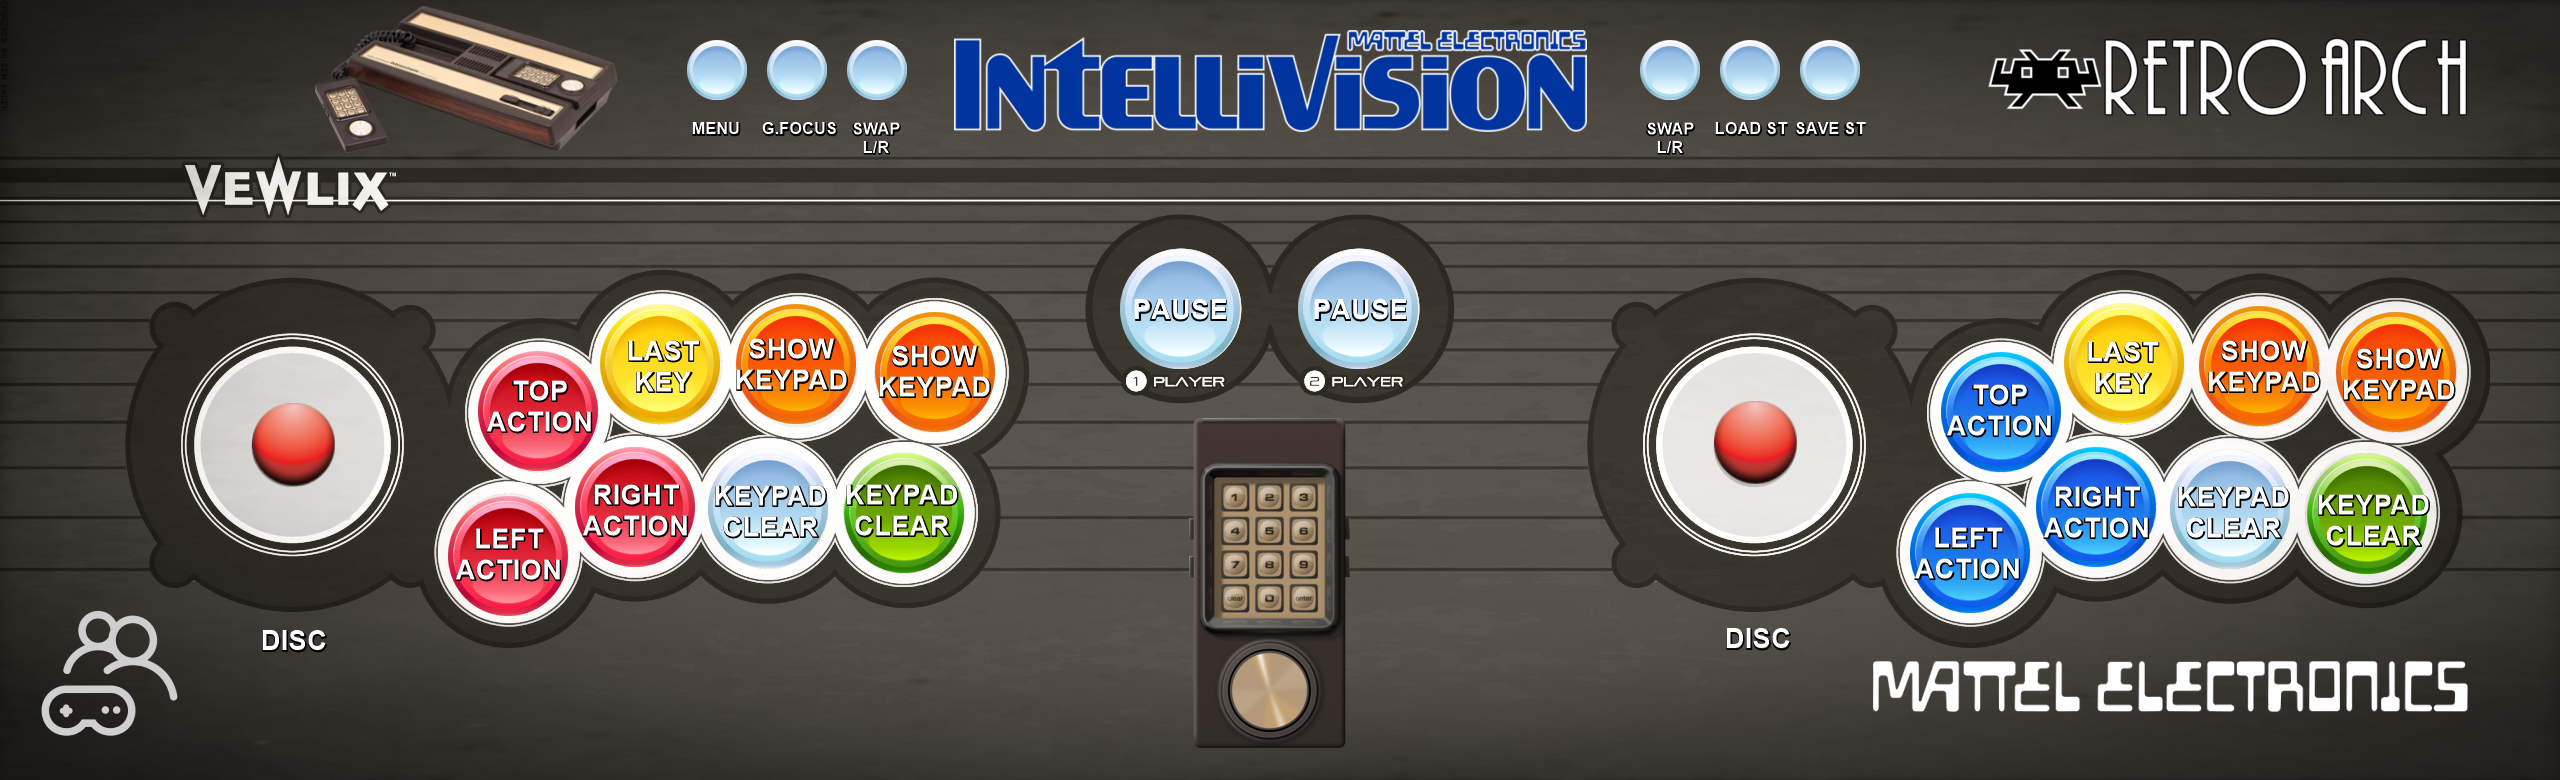 MATTEL ELECTRONICS
INTELLIVISION
RETROARCH
MENU
G.FOCUS
SWAP
L/R
SWAP
L/R
LOAD ST
SAVE ST
VEWLIX™
PAUSE
1 PLAYER
PAUSE
2 PLAYER
TOP
ACTION
LAST
KEY
SHOW
KEYPAD
SHOW
KEYPAD
LEFT
ACTION
RIGHT
ACTION
KEYPAD
CLEAR
KEYPAD
CLEAR
DISC
1 2 3
4 5 6
7 8 9
clear 0 enter
TOP
ACTION
LAST
KEY
SHOW
KEYPAD
SHOW
KEYPAD
LEFT
ACTION
RIGHT
ACTION
KEYPAD
CLEAR
KEYPAD
CLEAR
DISC
MATTEL ELECTRONICS